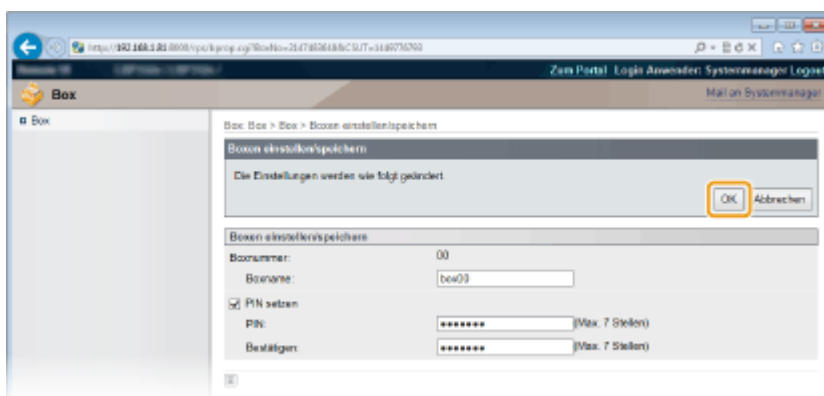 Zum Portal Login Anwender: Systemmanager Logout
Box
Mail an Systemmanager
Box
Box: Box > Box > Boxen einstellen/speichern
Boxen einstellen/speichern
Die Einstellungen werden wie folgt geändert.
OK Abbrechen
Boxen einstellen/speichern
Boxnummer: 00
Boxname: box00
PIN setzen
PIN: ••••••• (Max. 7 Stellen)
Bestätigen: ••••••• (Max. 7 Stellen)